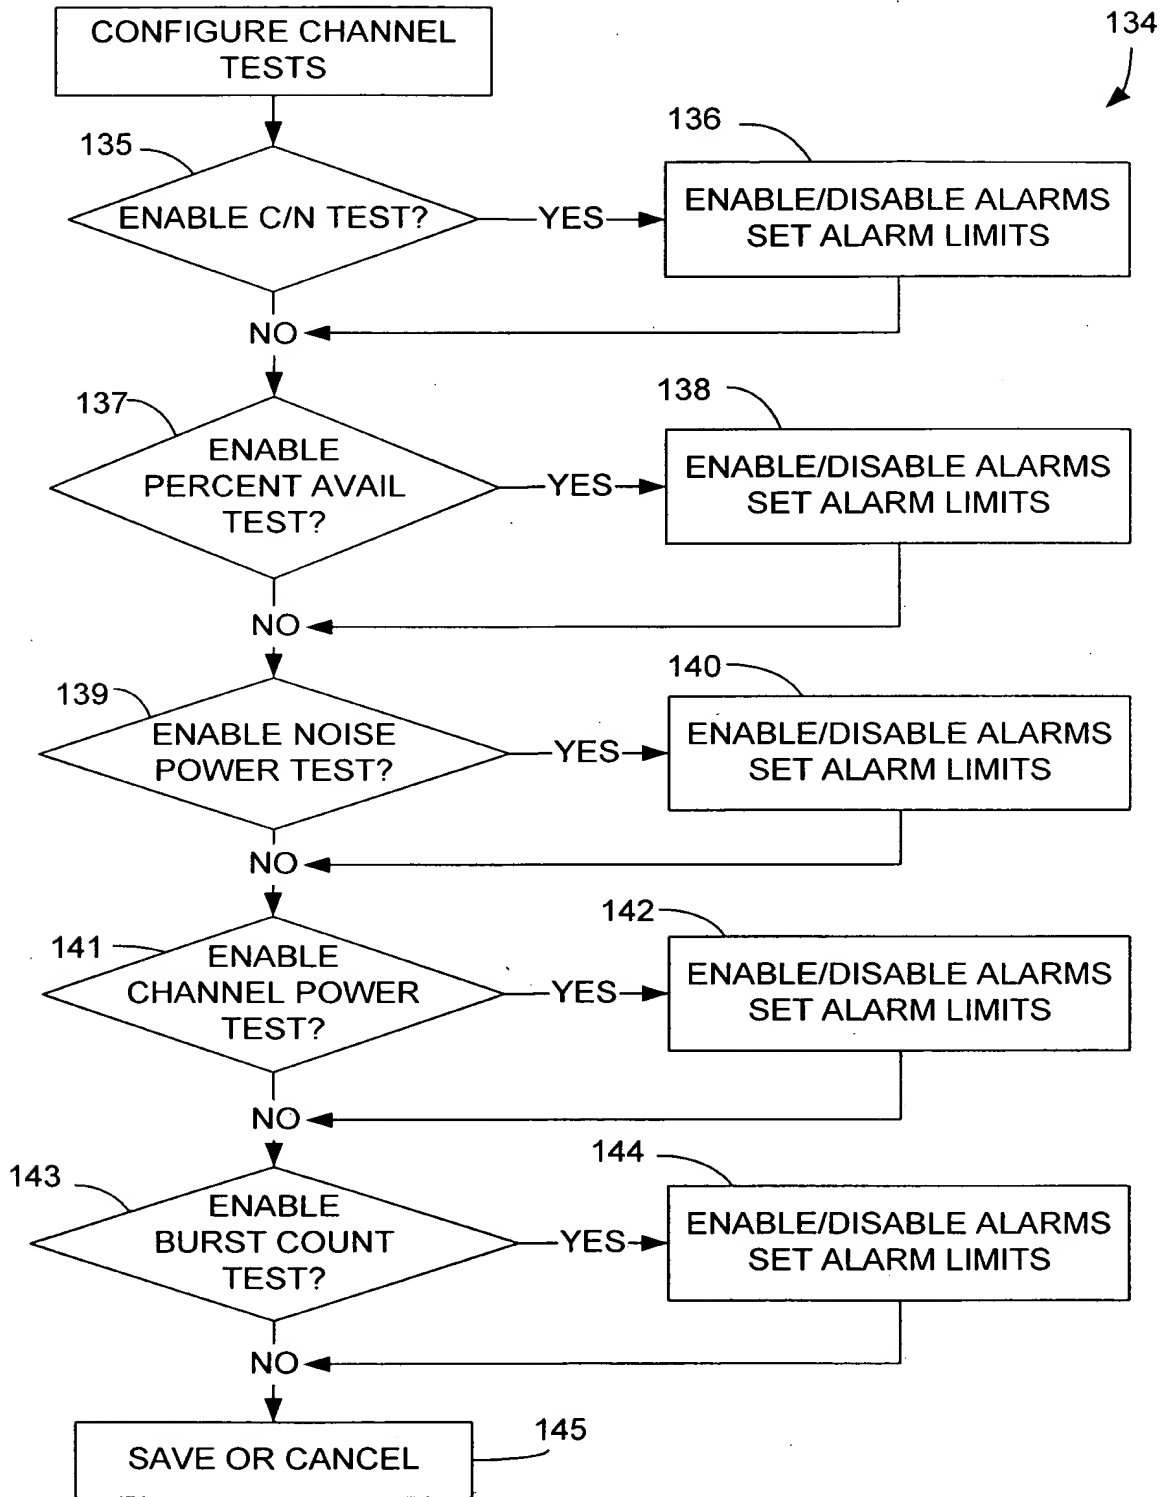 CONFIGURE CHANNEL
TESTS
134
135
ENABLE C/N TEST?
YES
136
ENABLE/DISABLE ALARMS
SET ALARM LIMITS
NO
137
ENABLE
PERCENT AVAIL
TEST?
YES
138
ENABLE/DISABLE ALARMS
SET ALARM LIMITS
NO
139
ENABLE NOISE
POWER TEST?
YES
140
ENABLE/DISABLE ALARMS
SET ALARM LIMITS
NO
141
ENABLE
CHANNEL POWER
TEST?
YES
142
ENABLE/DISABLE ALARMS
SET ALARM LIMITS
NO
143
ENABLE
BURST COUNT
TEST?
YES
144
ENABLE/DISABLE ALARMS
SET ALARM LIMITS
NO
SAVE OR CANCEL
145